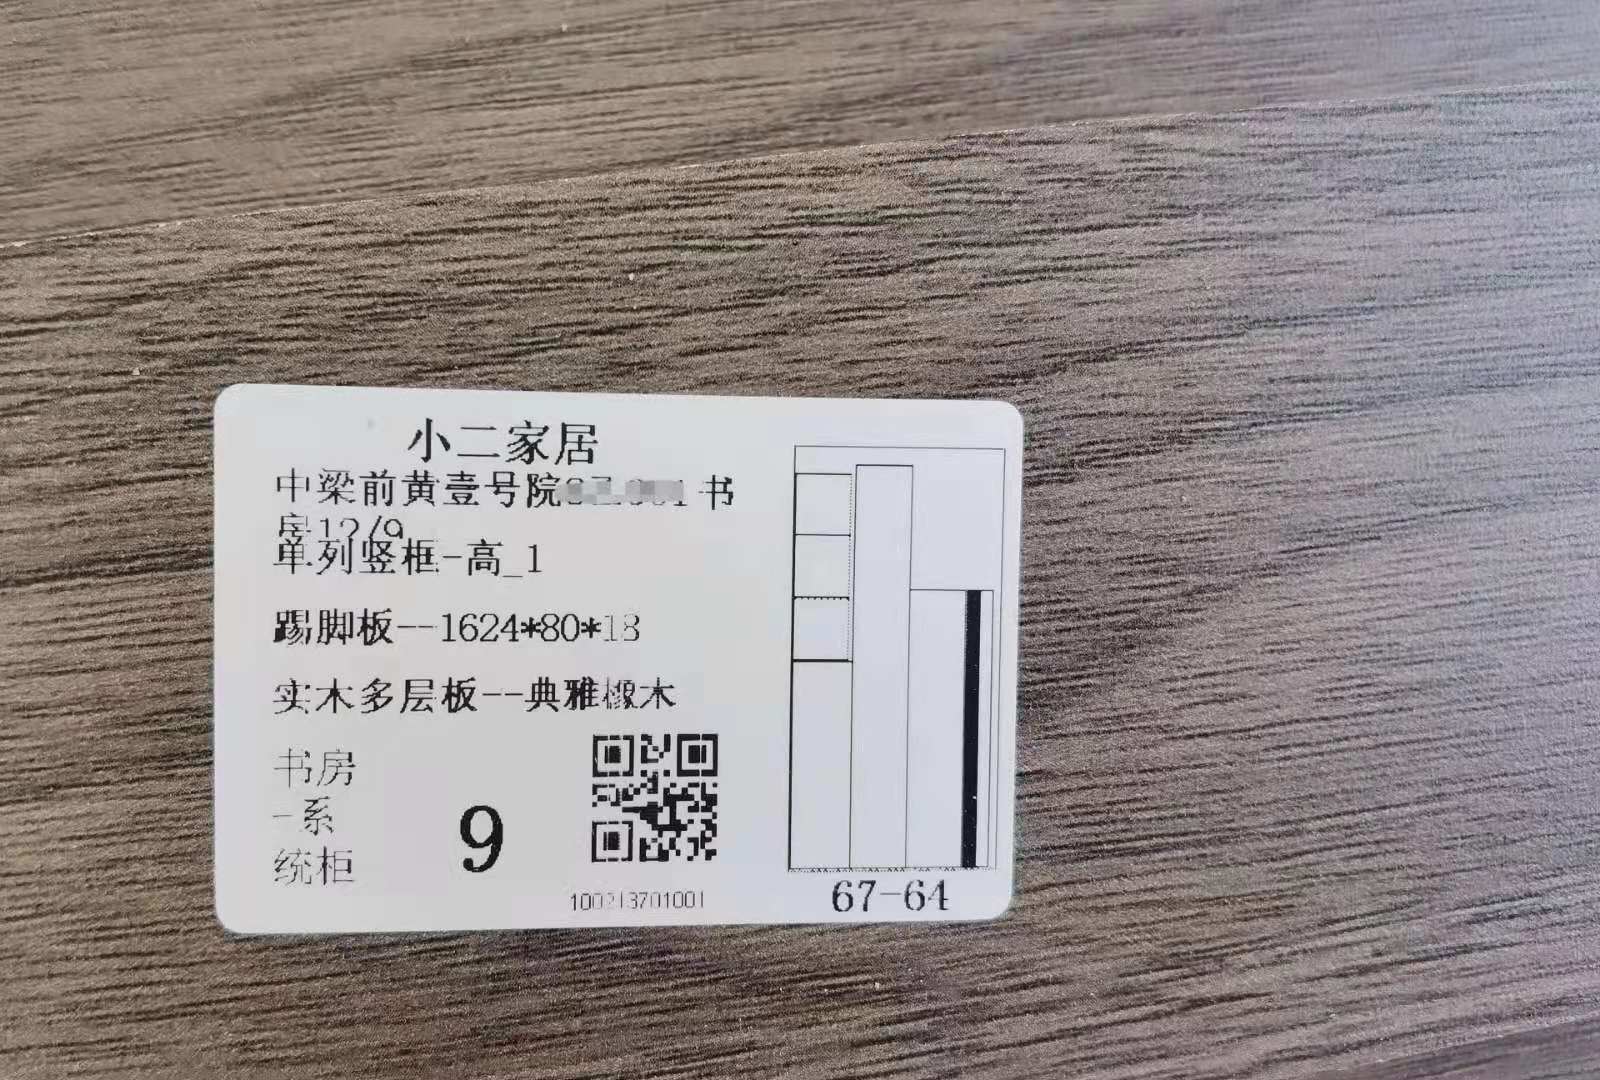 小二家居
中梁前黄壹号院 书
房12/9
单列竖框-高_1
踢脚板--1624*80*18
实木多层板--典雅橡木
书房
-系
统柜
9
100213701001
67-64